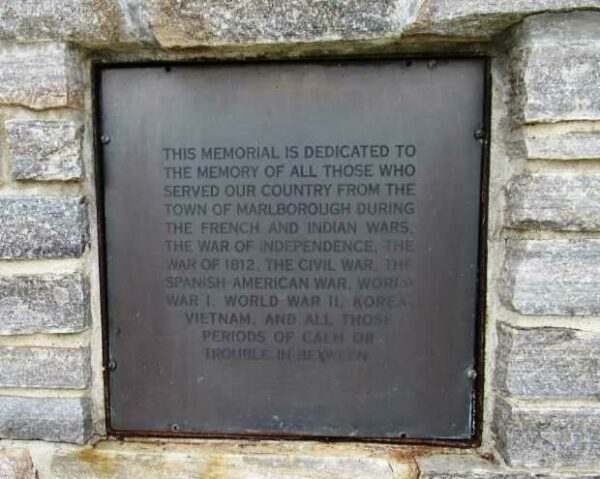 THIS MEMORIAL IS DEDICATED TO
THE MEMORY OF ALL THOSE WHO
SERVED OUR COUNTRY FROM THE
TOWN OF MARLBOROUGH DURING
THE FRENCH AND INDIAN WARS,
THE WAR OF INDEPENDENCE, THE
WAR OF 1812, THE CIVIL WAR, THE
SPANISH-AMERICAN WAR, WORLD
WAR I, WORLD WAR II, KOREA,
VIETNAM, AND ALL THOSE
PERIODS OF CALM OR
TROUBLE IN BETWEEN